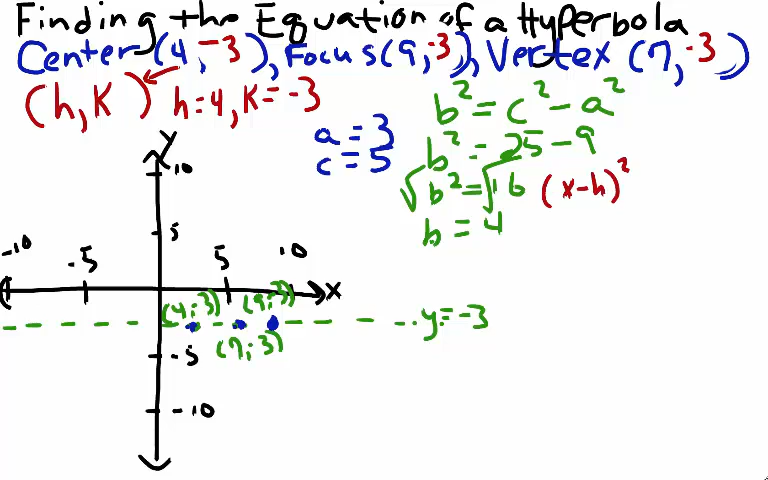 Finding the Equation of a Hyperbola
Center (4, -3), Focus (9, -3), Vertex (7, -3)
(h, K) h = 4, K = -3
a = 3
c = 5
b² = c² - a²
b² = 25 - 9
√b² = √16 (x-h)²
b = 4
y
10
5
-10 -5 5 10
x
(4,-3) (9,-3)
(7,-3)
y = -3
-5
-10